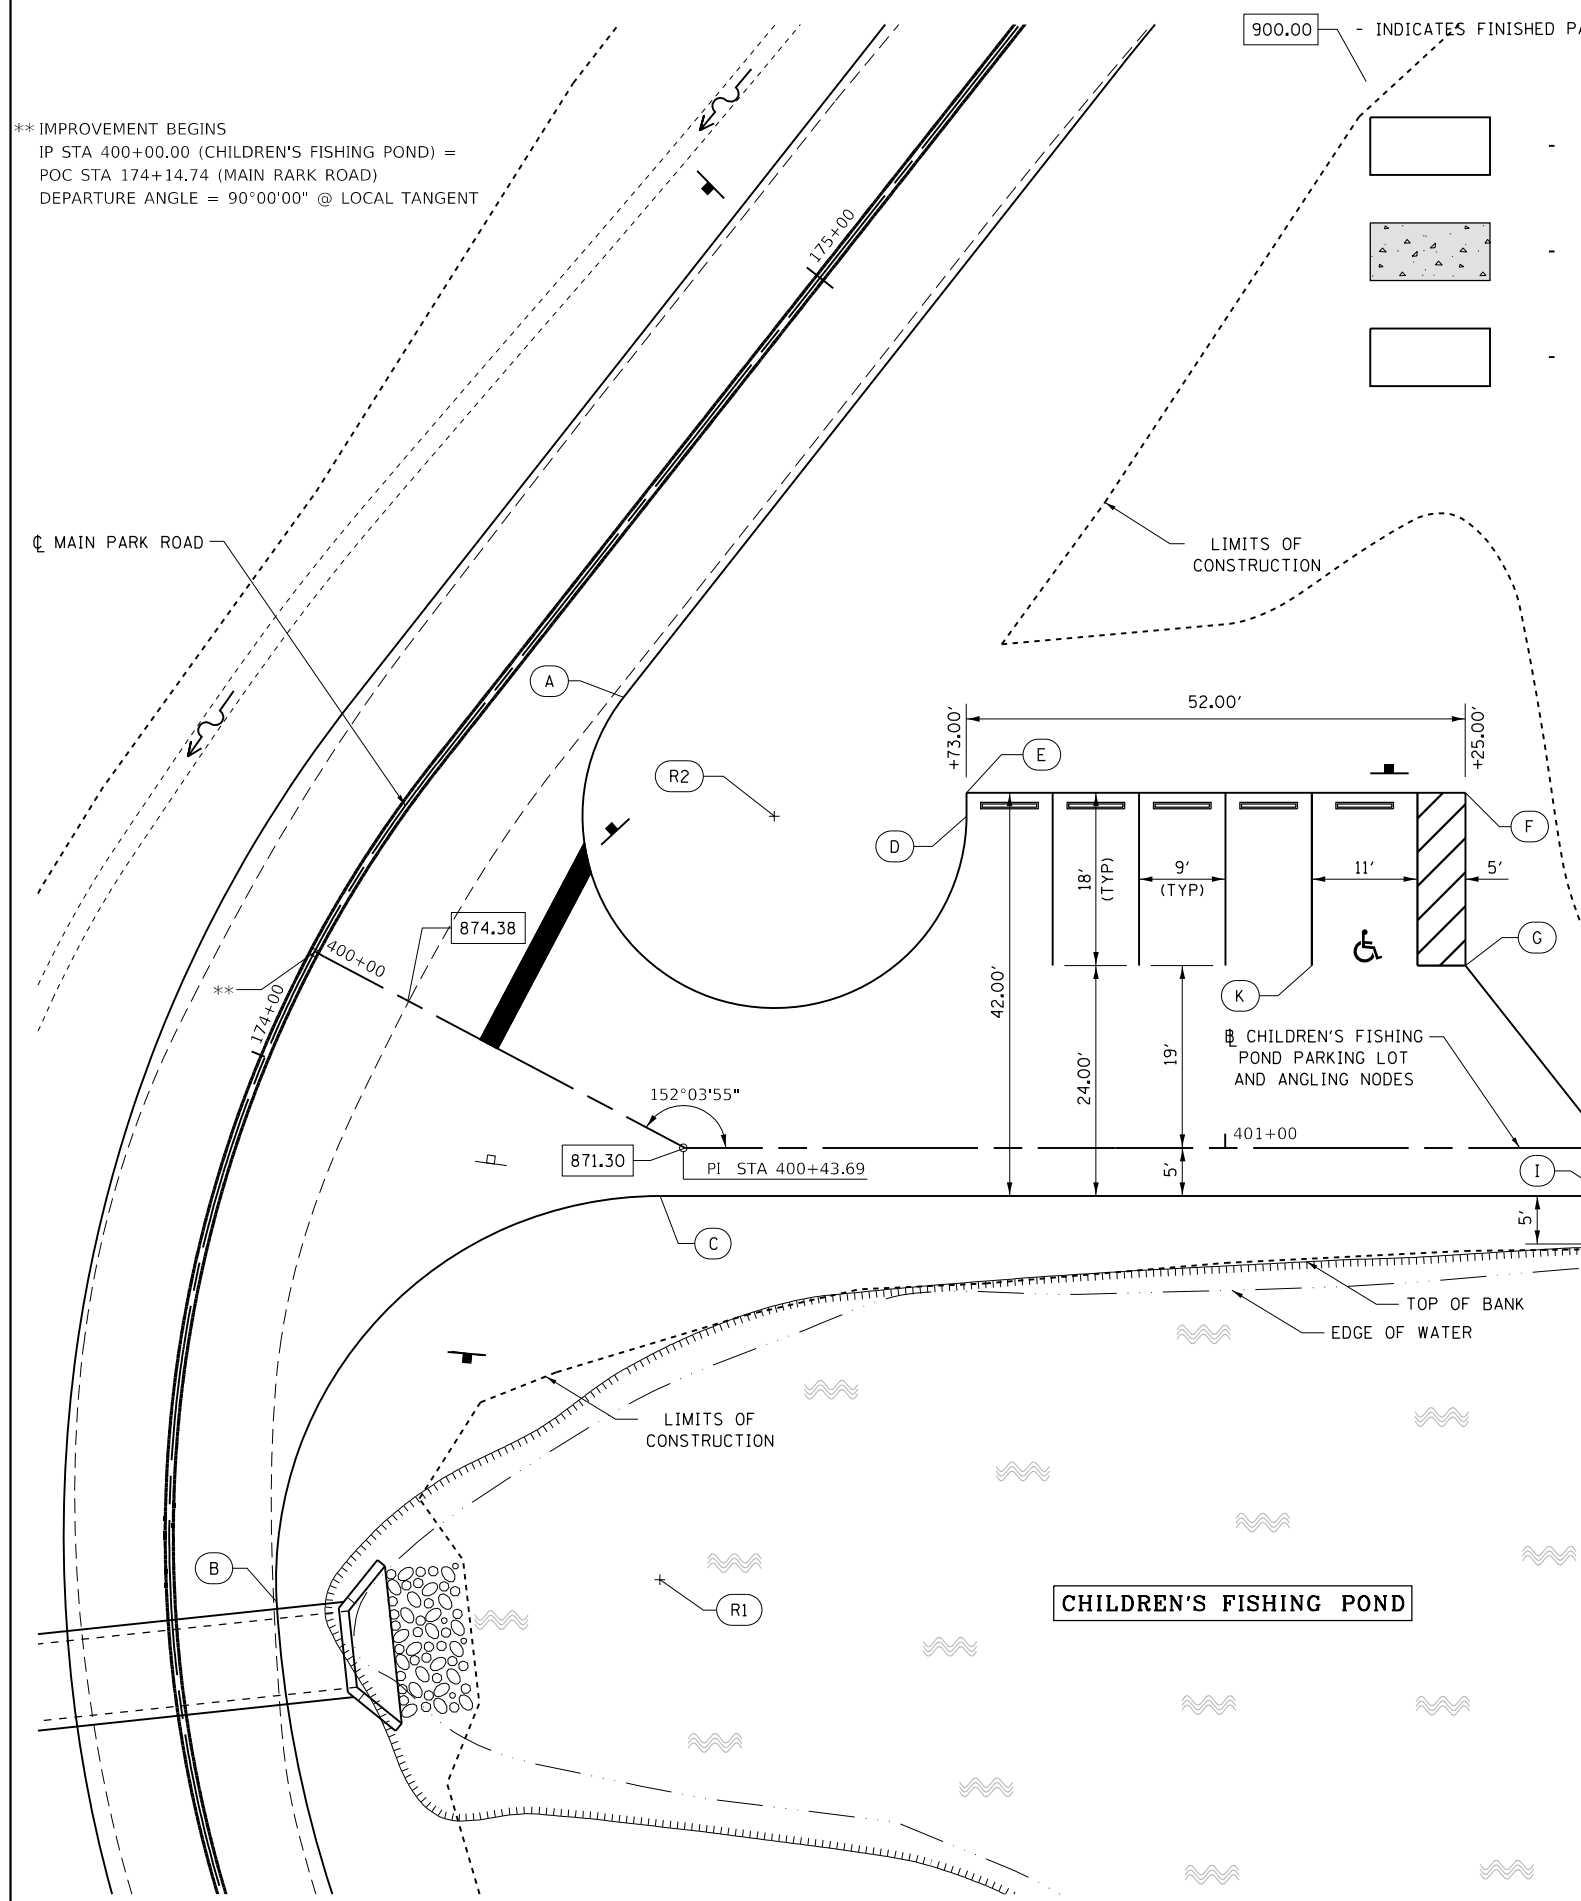 900.00 - INDICATES FINISHED PA
** IMPROVEMENT BEGINS
IP STA 400+00.00 (CHILDREN'S FISHING POND) =
POC STA 174+14.74 (MAIN RARK ROAD)
DEPARTURE ANGLE = 90°00'00" @ LOCAL TANGENT
-
-
-
175+00
℄ MAIN PARK ROAD
LIMITS OF
CONSTRUCTION
A
52.00'
+73.00'
+25.00'
E
R2
D
F
18'
(TYP)
9'
(TYP)
11'
5'
874.38
400+00
**
174+00
G
K
42.00'
24.00'
19'
BL CHILDREN'S FISHING
POND PARKING LOT
AND ANGLING NODES
152°03'55"
401+00
871.30
PI STA 400+43.69
5'
I
5'
C
TOP OF BANK
EDGE OF WATER
LIMITS OF
CONSTRUCTION
B
R1
CHILDREN'S FISHING POND